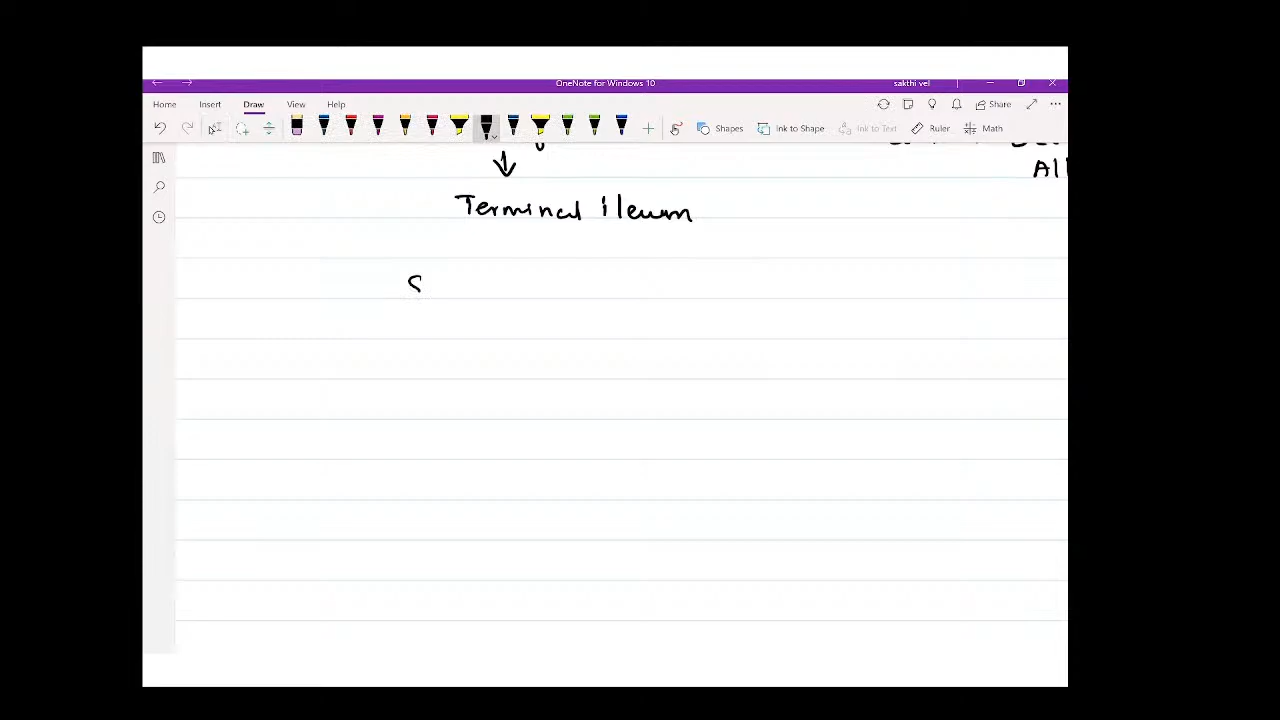 OneNote for Windows 10 sakthi vel
Home Insert Draw View Help Share
Shapes Ink to Shape Ink to Text Ruler Math
All
Terminal ileum
S